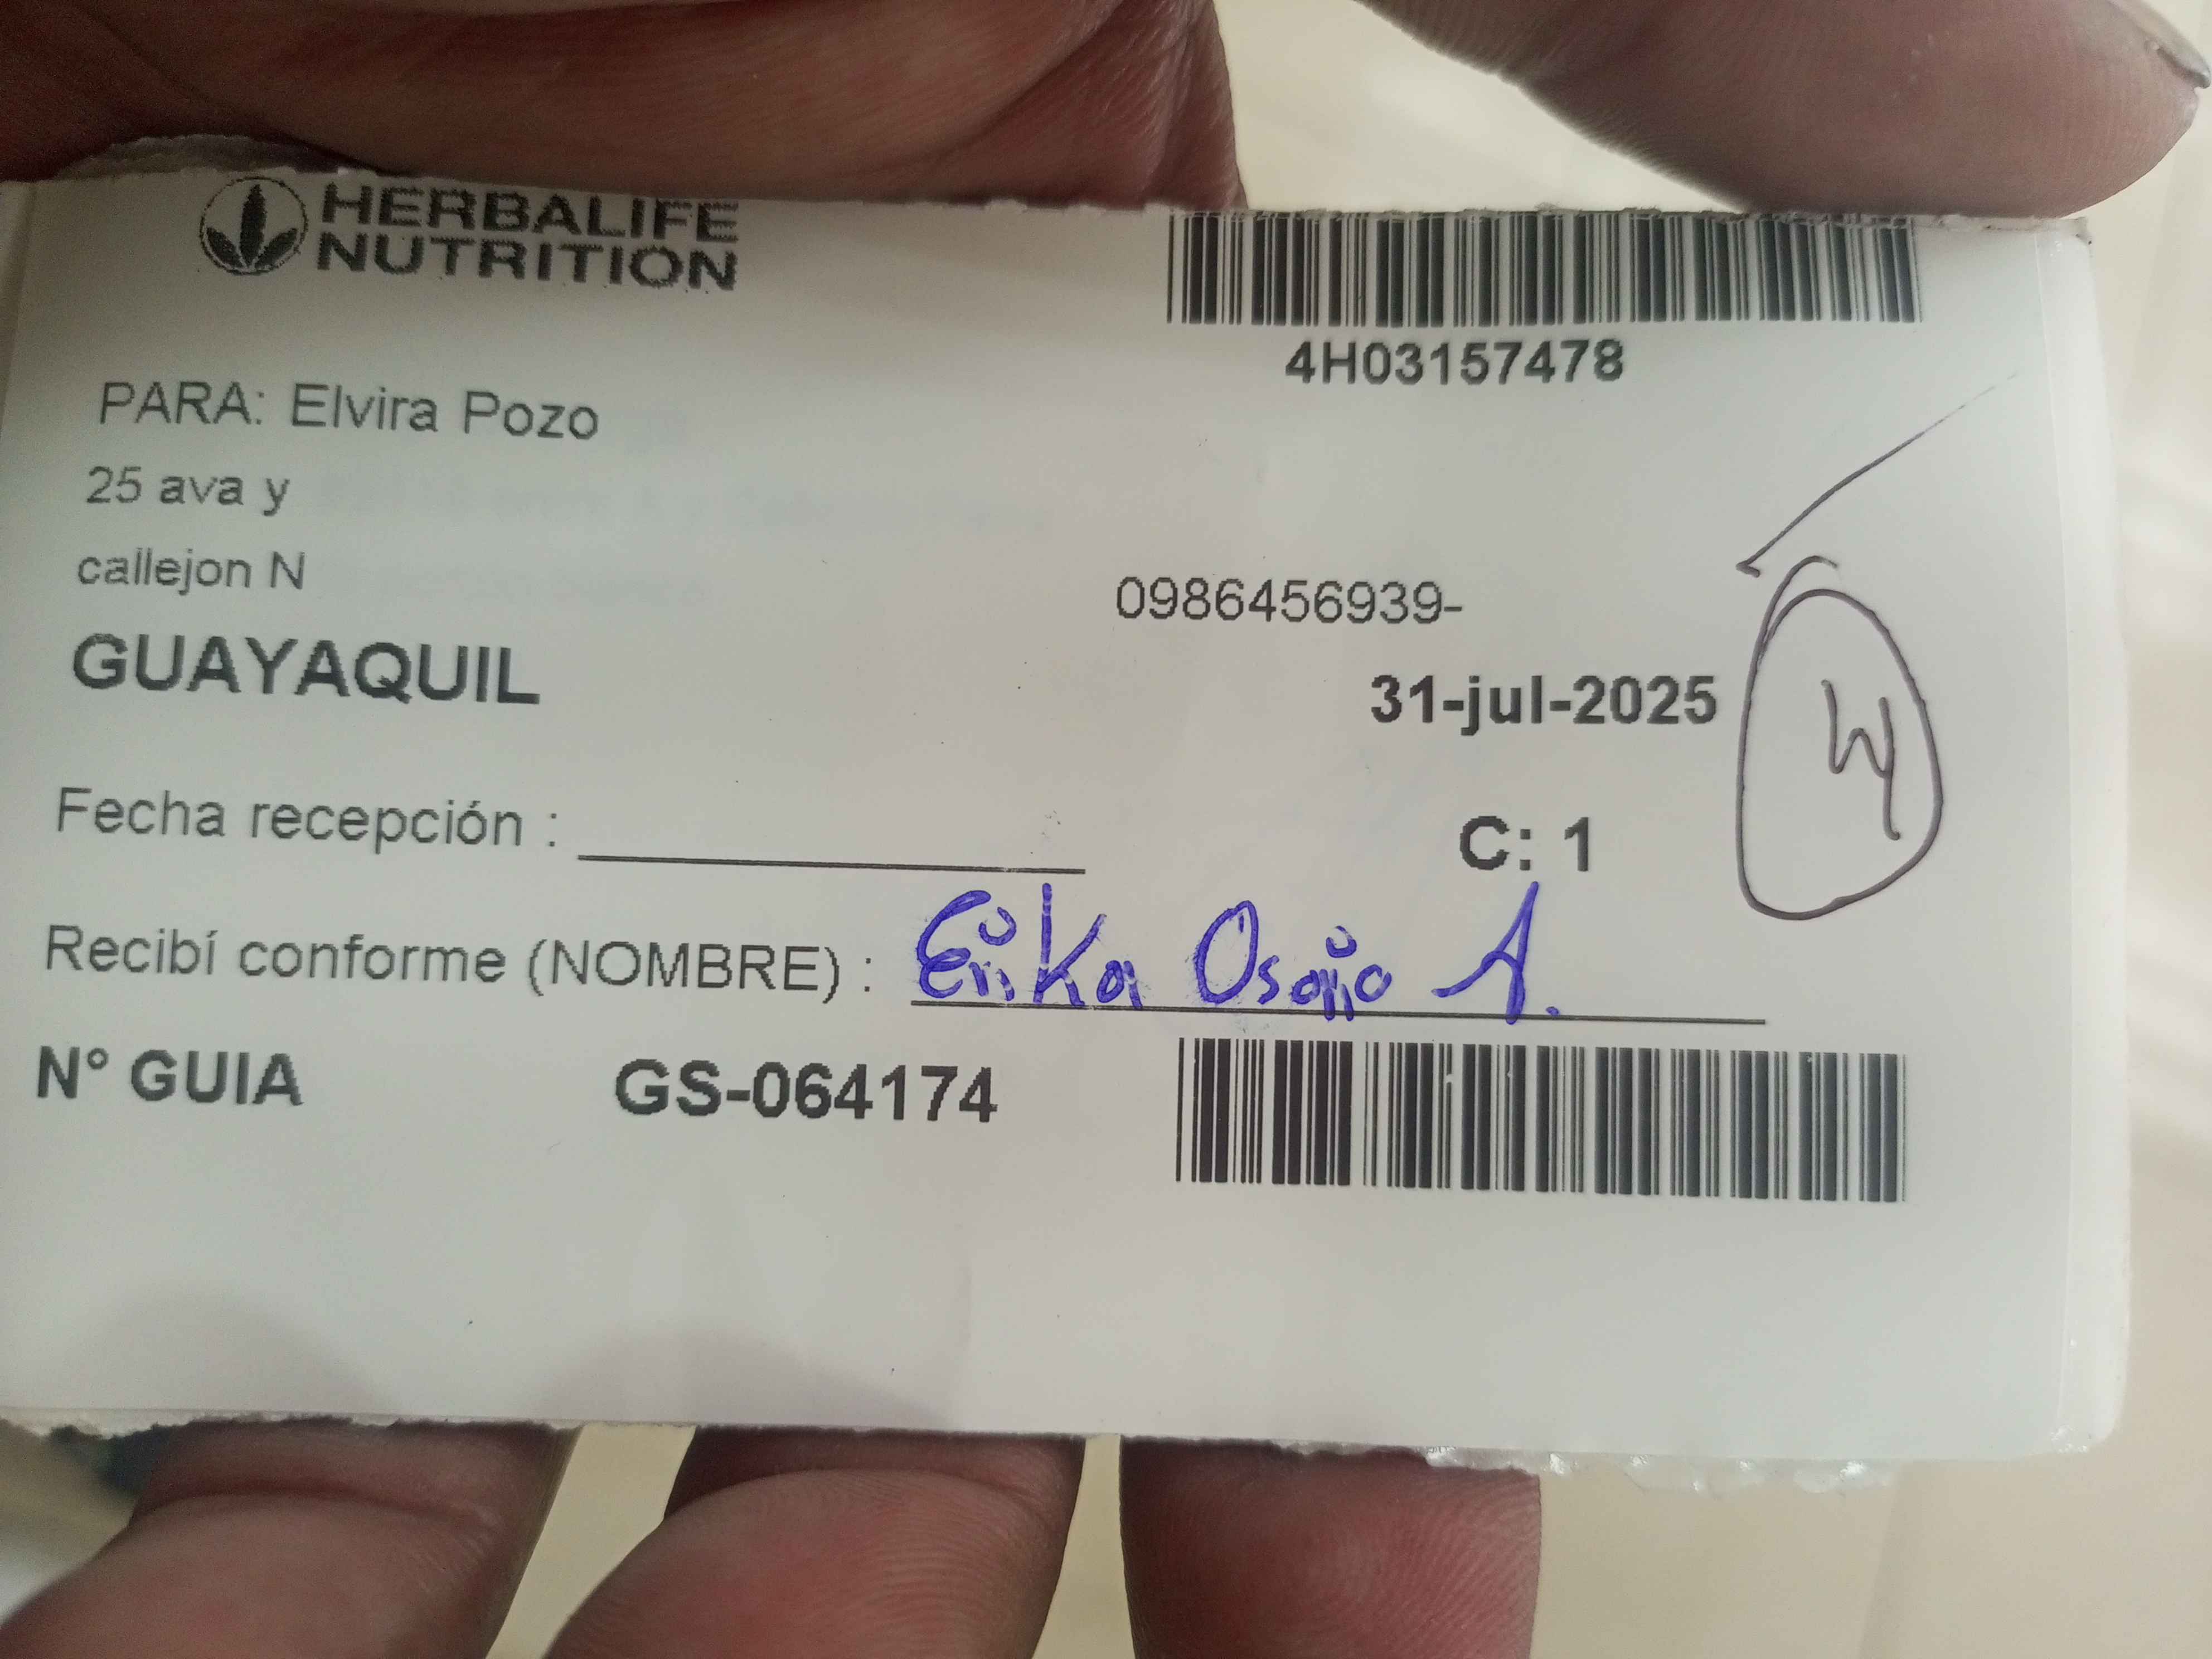 HERBALIFE
NUTRITION
4H03157478
PARA: Elvira Pozo
25 ava y
callejon N
0986456939-
GUAYAQUIL
31-jul-2025
Fecha recepción :
C: 1
Recibí conforme (NOMBRE) : Erika A.
N° GUIA GS-064174